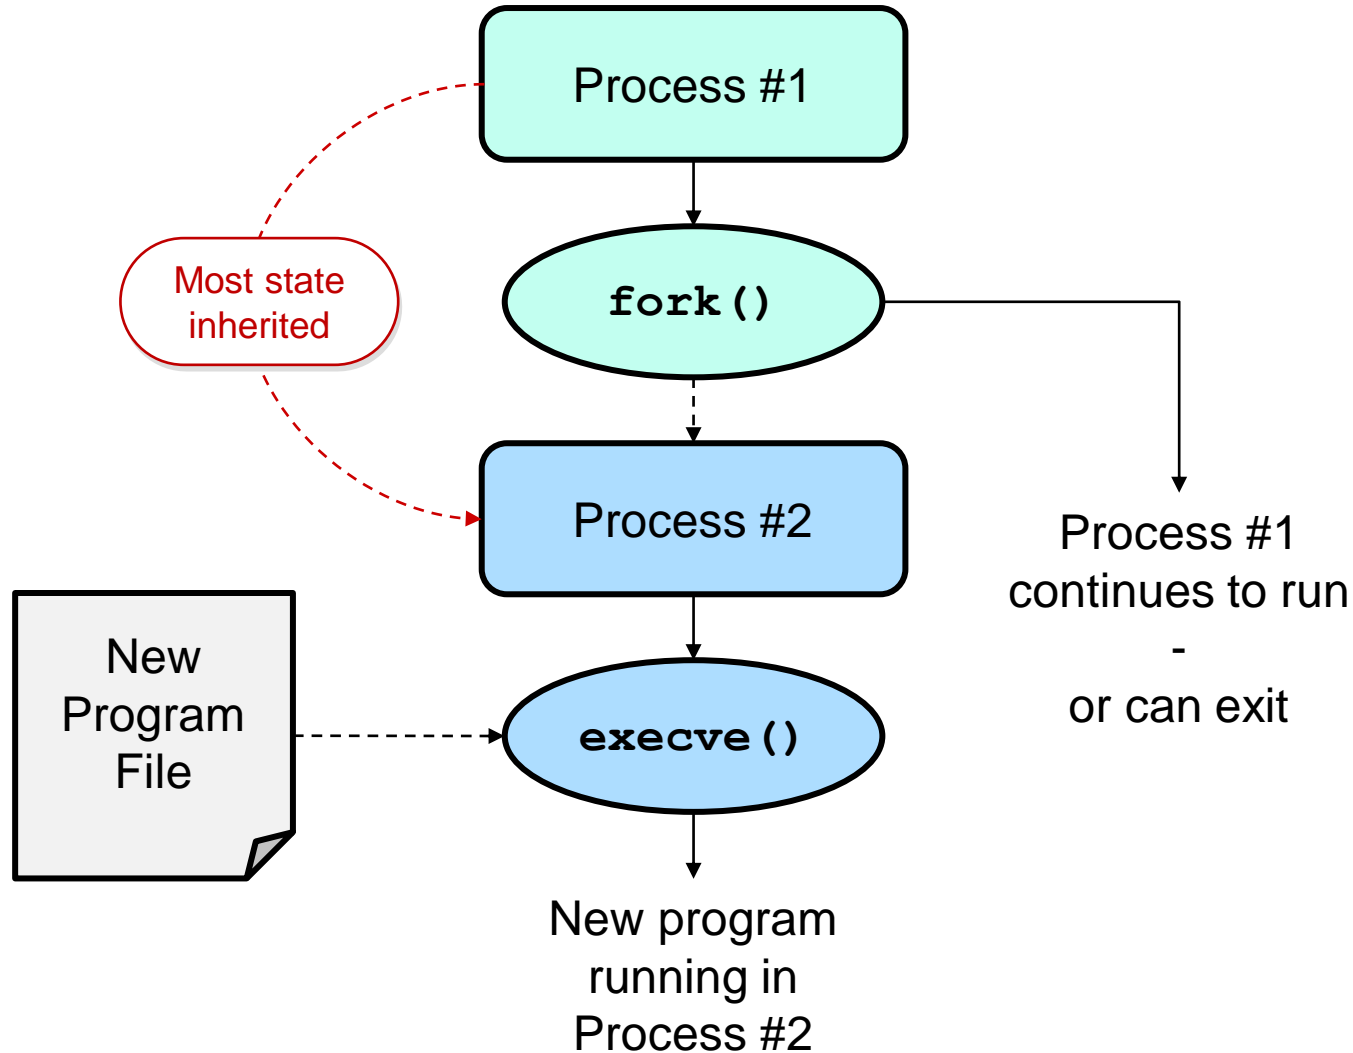 Process #1
Most state
inherited
fork()
Process #2
Process #1
continues to run
-
or can exit
New
Program
File
execve()
New program
running in
Process #2